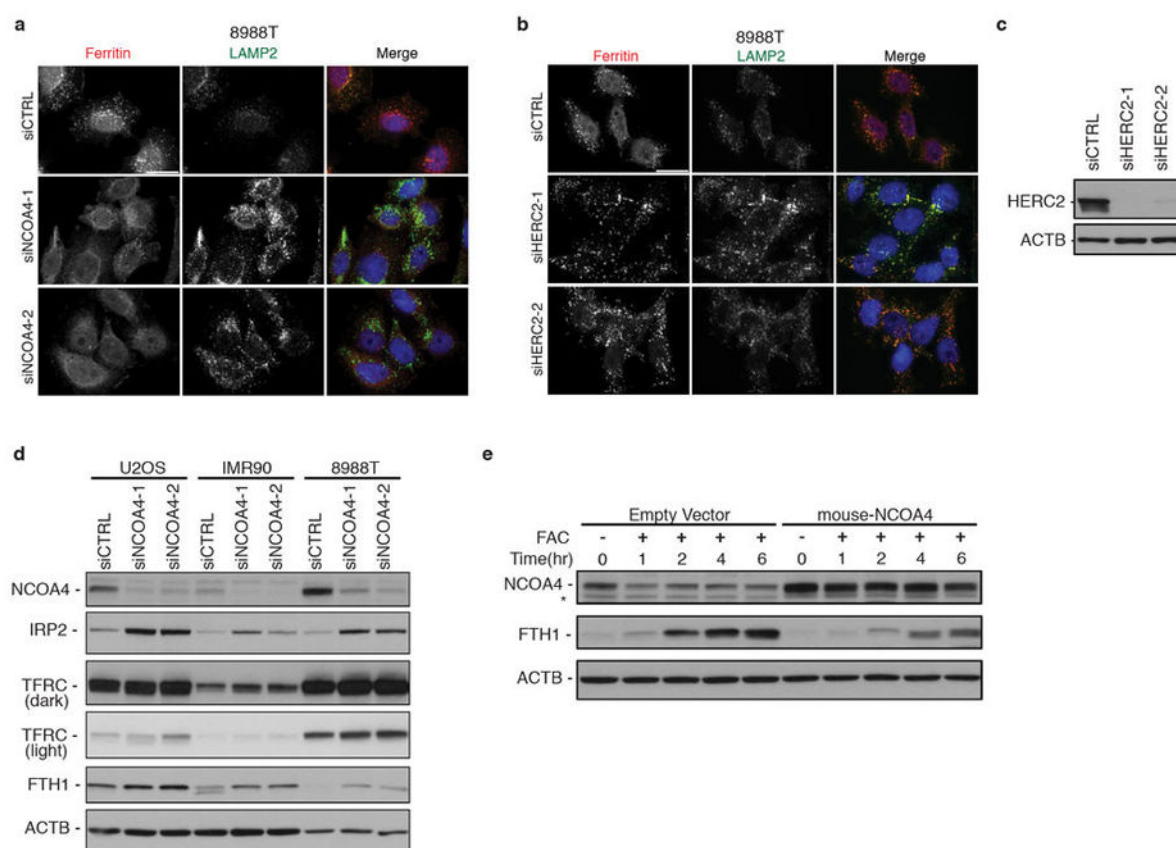 a
8988T
Ferritin LAMP2 Merge
siCTRL
siNCOA4-1
siNCOA4-2
b
8988T
Ferritin LAMP2 Merge
siCTRL
siHERC2-1
siHERC2-2
c
siCTRL siHERC2-1 siHERC2-2
HERC2
ACTB
d
U2OS IMR90 8988T
siCTRL siNCOA4-1 siNCOA4-2 siCTRL siNCOA4-1 siNCOA4-2 siCTRL siNCOA4-1 siNCOA4-2
NCOA4 -
IRP2 -
TFRC -
(dark)
TFRC -
(light)
FTH1 -
ACTB -
e
Empty Vector mouse-NCOA4
FAC - + + + + - + + + +
Time(hr) 0 1 2 4 6 0 1 2 4 6
NCOA4 -
*
FTH1 -
ACTB -